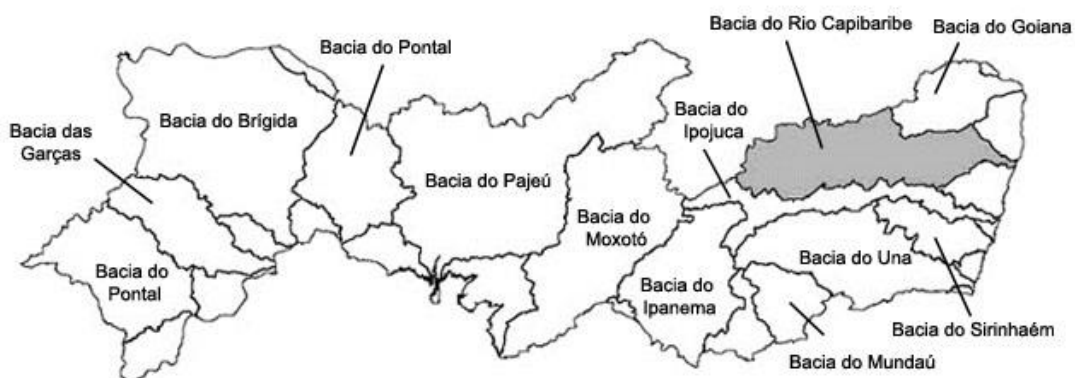 Bacia do Rio Capibaribe
Bacia do Goiana
Bacia do Pontal
Bacia do
Ipojuca
Bacia do Brígida
Bacia das
Garças
Bacia do Pajeú
Bacia do
Moxotó
Bacia do Una
Bacia do
Pontal
Bacia do
Ipanema
Bacia do Sirinhaém
Bacia do Mundaú